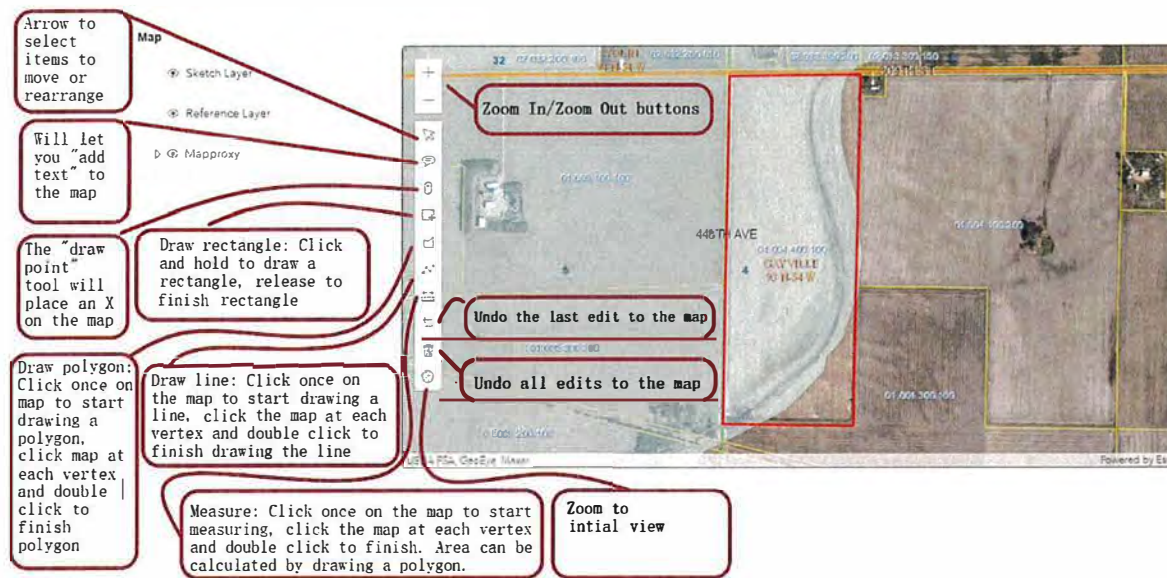 Arrow to
select
items to
move or
rearrange
Map
Sketch Layer
Reference Layer
Mapproxy
Will let
you "add
text" to
the map
The "draw
point"
tool will
place an X
on the map
Draw rectangle: Click
and hold to draw a
rectangle, release to
finish rectangle
Draw polygon:
Click once on
map to start
drawing a
polygon,
click map at
each vertex
and double
click to
finish
polygon
Draw line: Click once on
the map to start drawing a
line, click the map at each
vertex and double click to
finish drawing the line
Measure: Click once on the map to start
measuring, click the map at each vertex
and double click to finish. Area can be
calculated by drawing a polygon.
Zoom to
intial view
Zoom In/Zoom Out buttons
Undo the last edit to the map
Undo all edits to the map
32
448TH AVE
4
GAYVILLE
Powered by Es